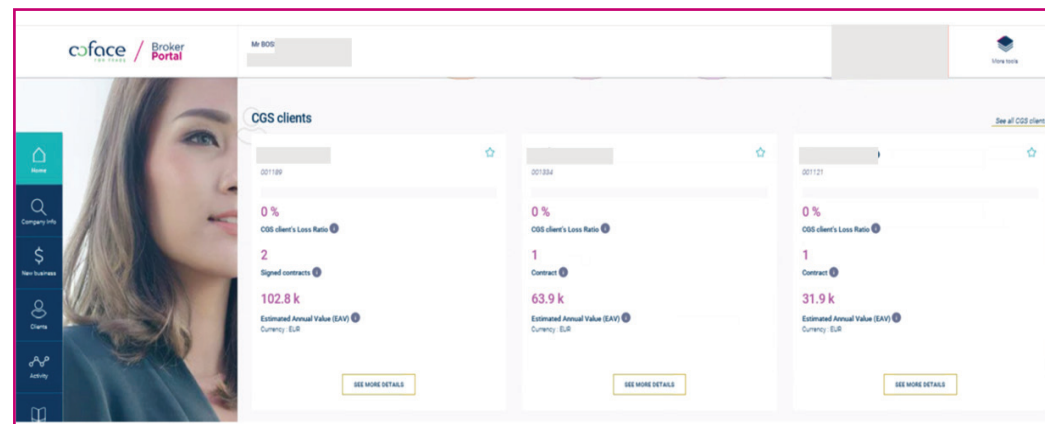 coface / Broker Portal
FOR TRADE
Mr BOS
More tools
CGS clients
See all CGS client
Home
Company Info
New business
Clients
Activity
001189
0 %
CGS client's Loss Ratio
2
Signed contracts
102.8 k
Estimated Annual Value (EAV)
Currency : EUR
SEE MORE DETAILS
001884
0 %
CGS client's Loss Ratio
1
Contract
63.9 k
Estimated Annual Value (EAV)
Currency : EUR
SEE MORE DETAILS
001121
0 %
CGS client's Loss Ratio
1
Contract
31.9 k
Estimated Annual Value (EAV)
Currency : EUR
SEE MORE DETAILS